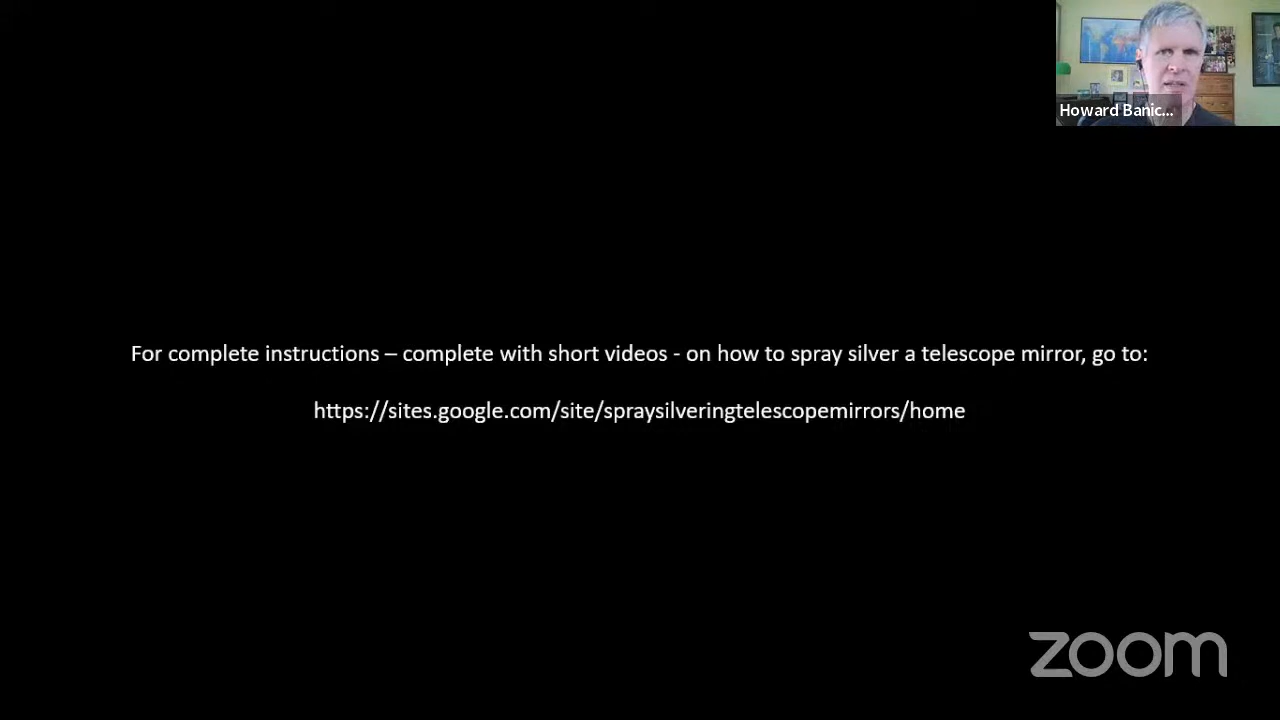 Howard Banic...
For complete instructions – complete with short videos - on how to spray silver a telescope mirror, go to:
https://sites.google.com/site/spraysilveringtelescopemirrors/home
zoom